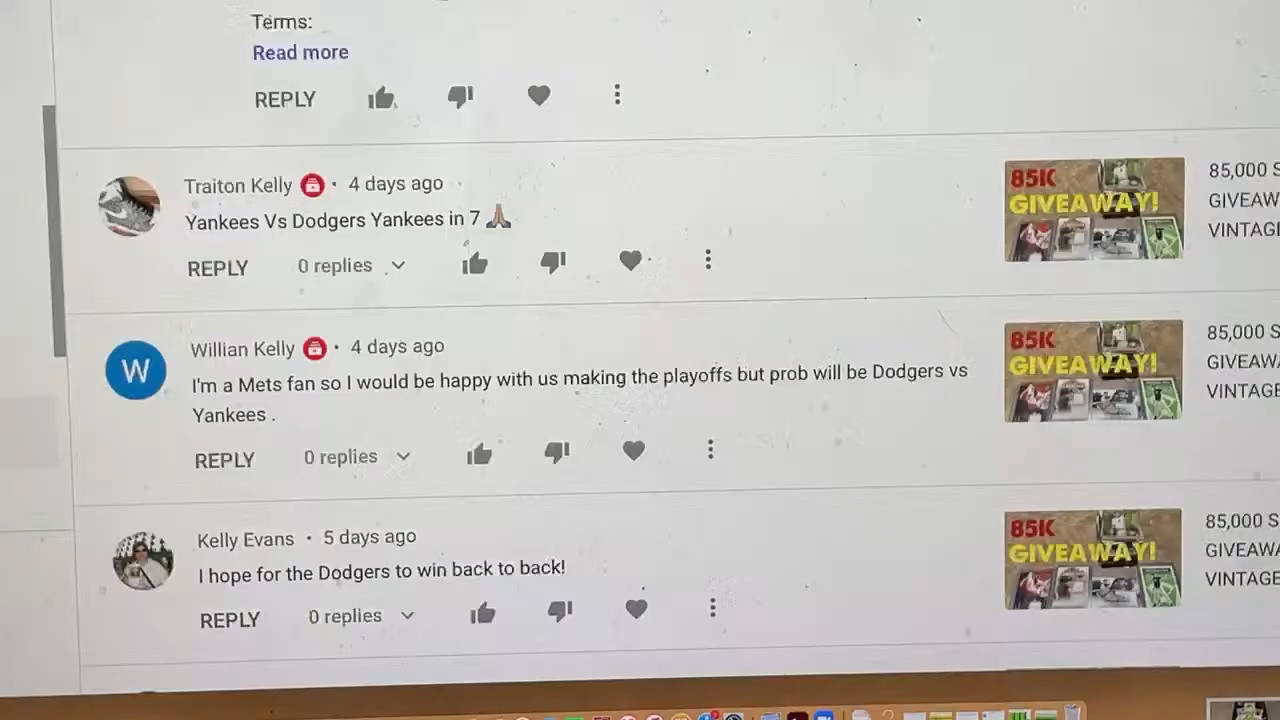 Terms:
Read more
REPLY
Traiton Kelly · 4 days ago
Yankees Vs Dodgers Yankees in 7 🙏🏽
REPLY 0 replies
85K
GIVEAWAY!
85,000 S
GIVEAW
VINTAGE
W
Willian Kelly · 4 days ago
I'm a Mets fan so I would be happy with us making the playoffs but prob will be Dodgers vs
Yankees .
REPLY 0 replies
85K
GIVEAWAY!
85,000 S
GIVEAWA
VINTAGE
Kelly Evans · 5 days ago
I hope for the Dodgers to win back to back!
REPLY 0 replies
85K
GIVEAWAY!
85,000 S
GIVEAWA
VINTAGE